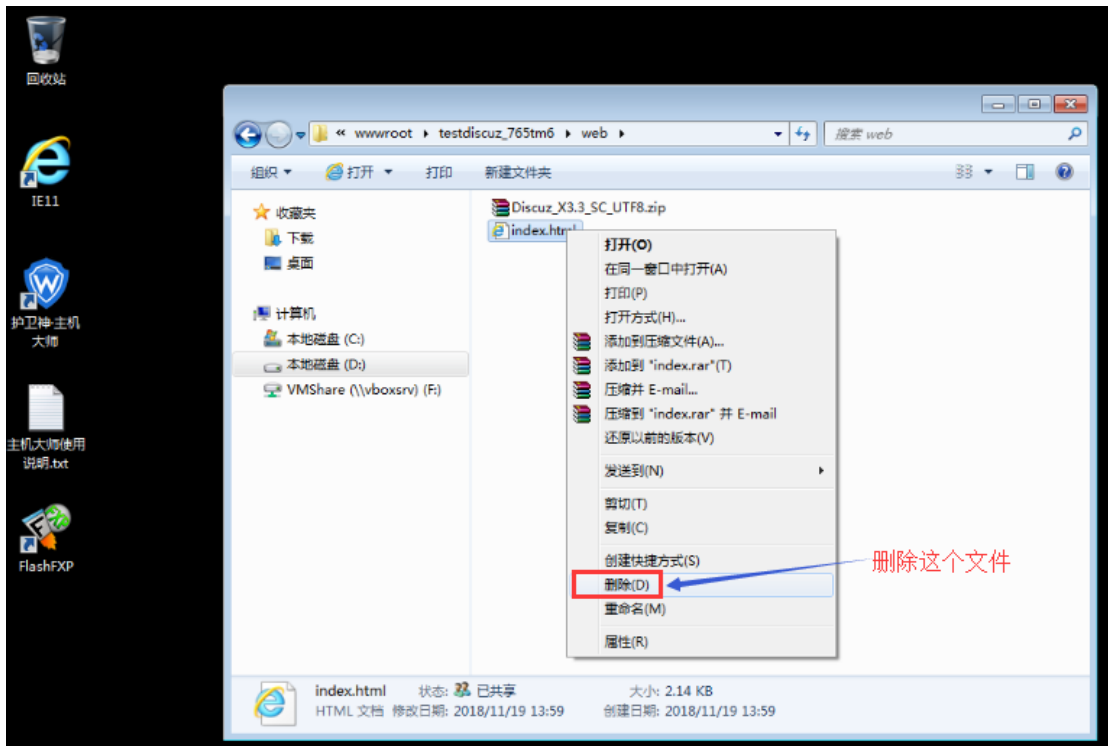 回收站
IE11
护卫神·主机
大师
主机大师使用
说明.txt
FlashFXP
« wwwroot testdiscuz_765tm6 web
搜索 web
组织 打开 打印 新建文件夹
收藏夹
下载
桌面
计算机
本地磁盘 (C:)
本地磁盘 (D:)
VMShare (\\vboxsrv) (F:)
Discuz_X3.3_SC_UTF8.zip
index.html
打开(O)
在同一窗口中打开(A)
打印(P)
打开方式(H)...
添加到压缩文件(A)...
添加到 "index.rar"(T)
压缩并 E-mail...
压缩到 "index.rar" 并 E-mail
还原以前的版本(V)
发送到(N)
剪切(T)
复制(C)
创建快捷方式(S)
删除(D)
重命名(M)
属性(R)
删除这个文件
index.html 状态: 已共享 大小: 2.14 KB
HTML 文档 修改日期: 2018/11/19 13:59 创建日期: 2018/11/19 13:59